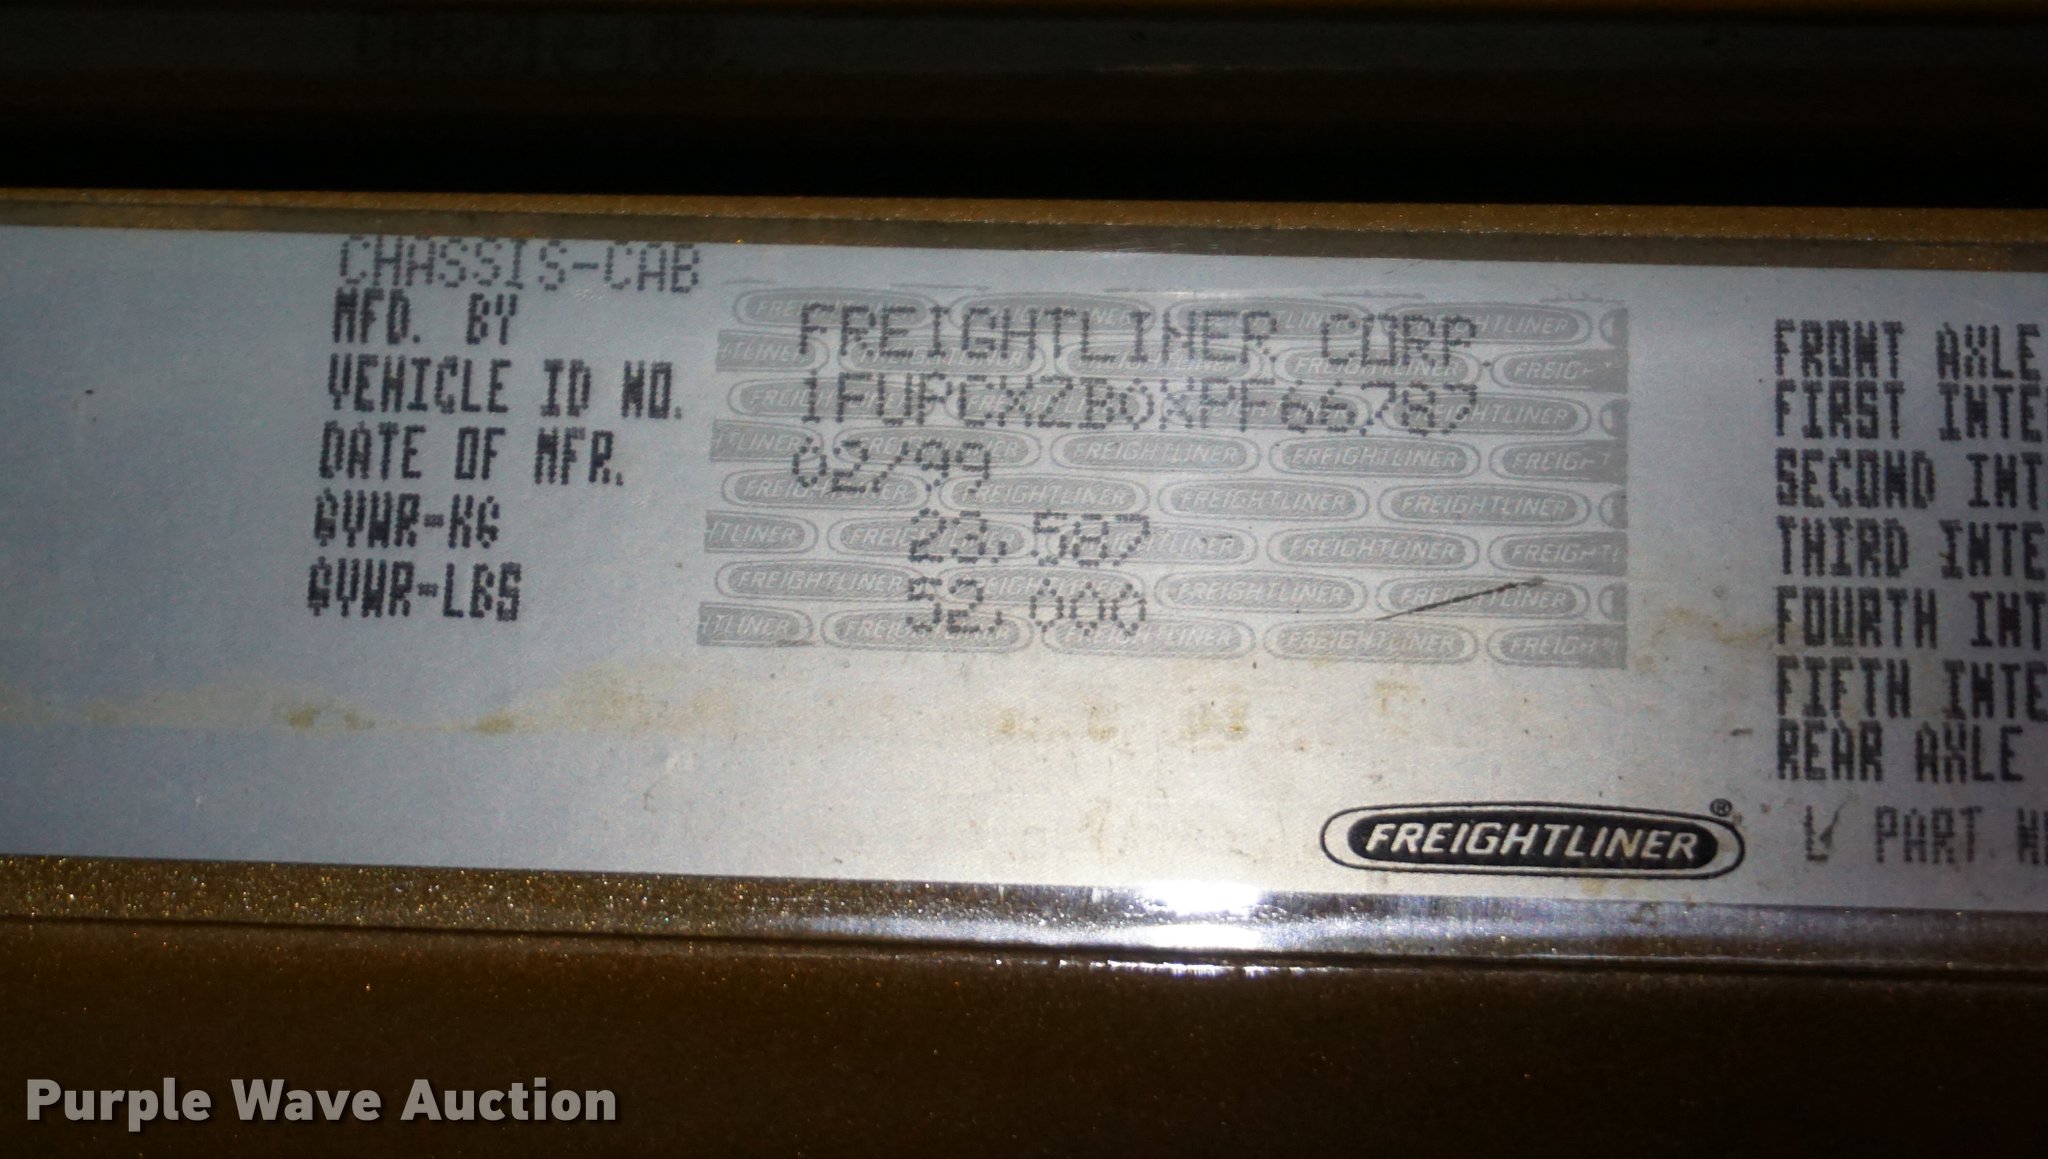 CHASSIS-CAB
MFD. BY FREIGHTLINER CORP.
VEHICLE ID NO. 1FUPCXZB0XPF66787
DATE OF MFR. 02/99
GVWR-KG 23,587
GVWR-LBS 52,000
FRONT AXLE
FIRST INTE
SECOND INT
THIRD INTE
FOURTH INT
FIFTH INTE
REAR AXLE
PART
FREIGHTLINER®
Purple Wave Auction